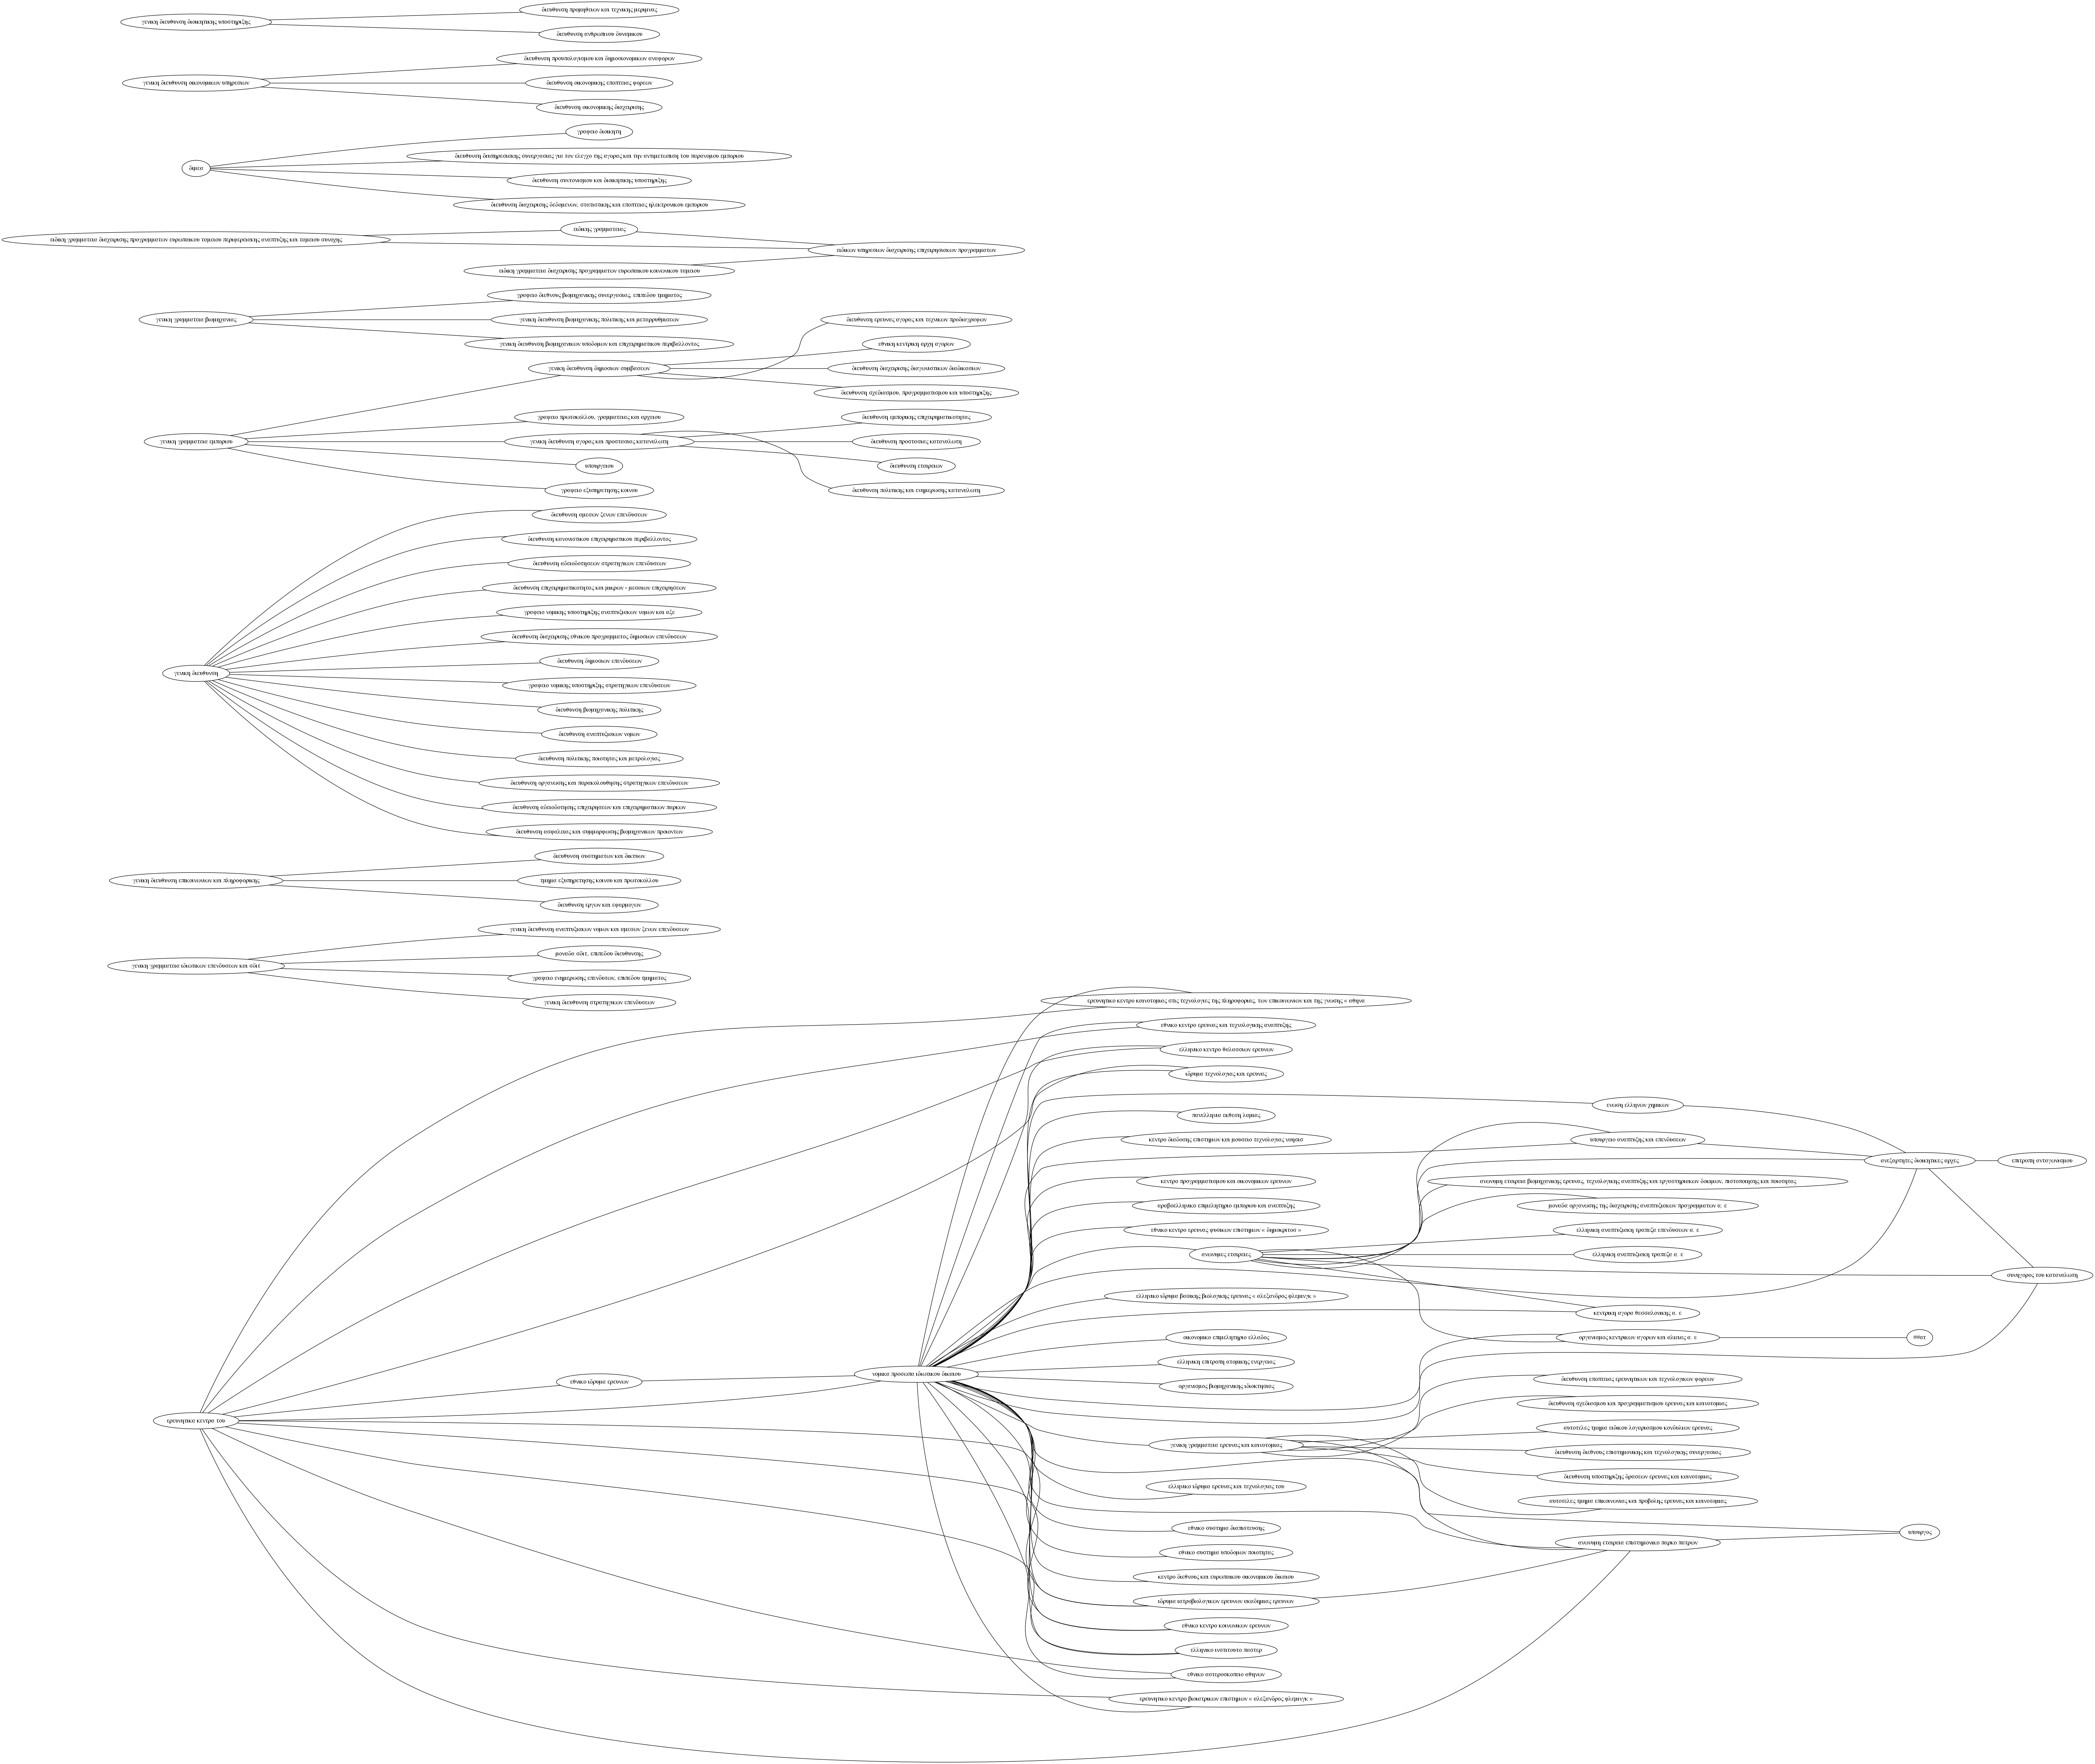 γενικη διευθυνση διοικητικης υποστηριξης
διευθυνση προμηθειων και τεχνικης μεριμνας
διευθυνση ανθρωπινου δυναμικου
γενικη διευθυνση οικονομικων υπηρεσιων
διευθυνση προυπολογισμου και δημοσιονομικων αναφορων
διευθυνση οικονομικης εποπτειας φορεων
διευθυνση οικονομικης διαχειρισης
διμεα
γραφειο διοικητη
διευθυνση διυπηρεσιακης συνεργασιας για τον ελεγχο της αγορας και την αντιμετωπιση του παρανομου εμποριου
διευθυνση συντονισμου και διοικητικης υποστηριξης
διευθυνση διαχειρισης δεδομενων, στατιστικης και εποπτειας ηλεκτρονικου εμποριου
ειδικη γραμματεια διαχειρισης προγραμματων ευρωπαικου ταμειου περιφερειακης αναπτυξης και ταμειου συνοχης
ειδικης γραμματειας
ειδικων υπηρεσιων διαχειρισης επιχειρησιακων προγραμματων
ειδικη γραμματεια διαχειρισης προγραμματων ευρωπαικου κοινωνικου ταμειου
γενικη γραμματεια βιομηχανιας
γραφειο διεθνους βιομηχανικης συνεργασιας, επιπεδου τμηματος
γενικη διευθυνση βιομηχανικης πολιτικης και μεταρρυθμισεων
γενικη διευθυνση βιομηχανικων υποδομων και επιχειρηματικου περιβαλλοντος
γενικη γραμματεια εμποριου
γενικη διευθυνση δημοσιων συμβασεων
διευθυνση ερευνας αγορας και τεχνικων προδιαγραφων
εθνικη κεντρικη αρχη αγορων
διευθυνση διαχειρισης διαγωνιστικων διαδικασιων
διευθυνση σχεδιασμου, προγραμματισμου και υποστηριξης
γραφειο πρωτοκολλου, γραμματειας και αρχειου
γενικη διευθυνση αγορας και προστασιας καταναλωτη
διευθυνση εμπορικης επιχειρηματικοτητας
διευθυνση προστασιας καταναλωτη
διευθυνση εταιρειων
διευθυνση πολιτικης και ενημερωσης καταναλωτη
υπουργειου
γραφειο εξυπηρετησης κοινου
γενικη διευθυνση
διευθυνση αμεσων ξενων επενδυσεων
διευθυνση κανονιστικου επιχειρηματικου περιβαλλοντος
διευθυνση αδειοδοτησεων στρατηγικων επενδυσεων
διευθυνση επιχειρηματικοτητας και μικρων - μεσαιων επιχειρησεων
γραφειο νομικης υποστηριξης αναπτυξιακων νομων και αξε
διευθυνση διαχειρισης εθνικου προγραμματος δημοσιων επενδυσεων
διευθυνση δημοσιων επενδυσεων
γραφειο νομικης υποστηριξης στρατηγικων επενδυσεων
διευθυνση βιομηχανικης πολιτικης
διευθυνση αναπτυξιακων νομων
διευθυνση πολιτικης ποιοτητας και μετρολογιας
διευθυνση οργανωσης και παρακολουθησης στρατηγικων επενδυσεων
διευθυνση αδειοδοτησης επιχειρησεων και επιχειρηματικων παρκων
διευθυνση ασφαλειας και συμμορφωσης βιομηχανικων προιοντων
γενικη διευθυνση επικοινωνιων και πληροφορικης
διευθυνση συστηματων και δικτυων
τμημα εξυπηρετησης κοινου και πρωτοκολλου
διευθυνση εργων και εφαρμογων
γενικη γραμματεια ιδιωτικων επενδυσεων και σδιτ
γενικη διευθυνση αναπτυξιακων νομων και αμεσων ξενων επενδυσεων
μοναδα σδιτ, επιπεδου διευθυνσης
γραφειο ενημερωσης επενδυτων, επιπεδου τμηματος
γενικη διευθυνση στρατηγικων επενδυσεων
ερευνητικο κεντρο καινοτομιας στις τεχνολογιες της πληροφοριας, των επικοινωνιων και της γνωσης « αθηνα
εθνικο κεντρο ερευνας και τεχνολογικης αναπτυξης
ελληνικο κεντρο θαλασσιων ερευνων
ιδρυμα τεχνολογιας και ερευνας
ενωση ελληνων χημικων
πανελληνια εκθεση λαμιας
κεντρο διαδοσης επιστημων και μουσειο τεχνολογιας νοησις
υπουργειο αναπτυξης και επενδυσεων
ανεξαρτητες διοικητικες αρχες
επιτροπη ανταγωνισμου
κεντρο προγραμματισμου και οικονομικων ερευνων
ανωνυμη εταιρεια βιομηχανικης ερευνας, τεχνολογικης αναπτυξης και εργαστηριακων δοκιμων, πιστοποιησης και ποιοτητας
αραβοελληνικο επιμελητηριο εμποριου και αναπτυξης
μοναδα οργανωσης της διαχειρισης αναπτυξιακων προγραμματων α. ε
εθνικο κεντρο ερευνας φυσικων επιστημων « δημοκριτος »
ελληνικη αναπτυξιακη τραπεζα επενδυσεων α. ε
ανωνυμες εταιρειες
ελληνικη αναπτυξιακη τραπεζα α. ε
συνηγορος του καταναλωτη
ελληνικο ιδρυμα βασικης βιολογικης ερευνας « αλεξανδρος φλεμινγκ »
κεντρικη αγορα θεσσαλονικης α. ε
οικονομικο επιμελητηριο ελλαδος
οργανισμος κεντρικων αγορων και αλιειας α. ε
##ατ
ελληνικη επιτροπη ατομικης ενεργειας
νομικα προσωπα ιδιωτικου δικαιου
εθνικο ιδρυμα ερευνων
οργανισμος βιομηχανικης ιδιοκτησιας
διευθυνση εποπτειας ερευνητικων και τεχνολογικων φορεων
διευθυνση σχεδιασμου και προγραμματισμου ερευνας και καινοτομιας
ερευνητικα κεντρα του
αυτοτελες τμημα ειδικου λογαριασμου κονδυλιων ερευνας
γενικη γραμματεια ερευνας και καινοτομιας
διευθυνση διεθνους επιστημονικης και τεχνολογικης συνεργασιας
διευθυνση υποστηριξης δρασεων ερευνας και καινοτομιας
ελληνικο ιδρυμα ερευνας και τεχνολογιας του
αυτοτελες τμημα επικοινωνιας και προβολης ερευνας και καινοτομιας
εθνικο συστημα διαπιστευσης
υπουργος
ανωνυμη εταιρεια επιστημονικο παρκο πατρων
εθνικο συστημα υποδομων ποιοτητας
κεντρο διεθνους και ευρωπαικου οικονομικου δικαιου
ιδρυμα ιατροβιολογικων ερευνων ακαδημιας ερευνων
εθνικο κεντρο κοινωνικων ερευνων
ελληνικο ινστιτουτο παστερ
εθνικο αστεροσκοπειο αθηνων
ερευνητικο κεντρο βιοιατρικων επιστημων « αλεξανδρος φλεμινγκ »